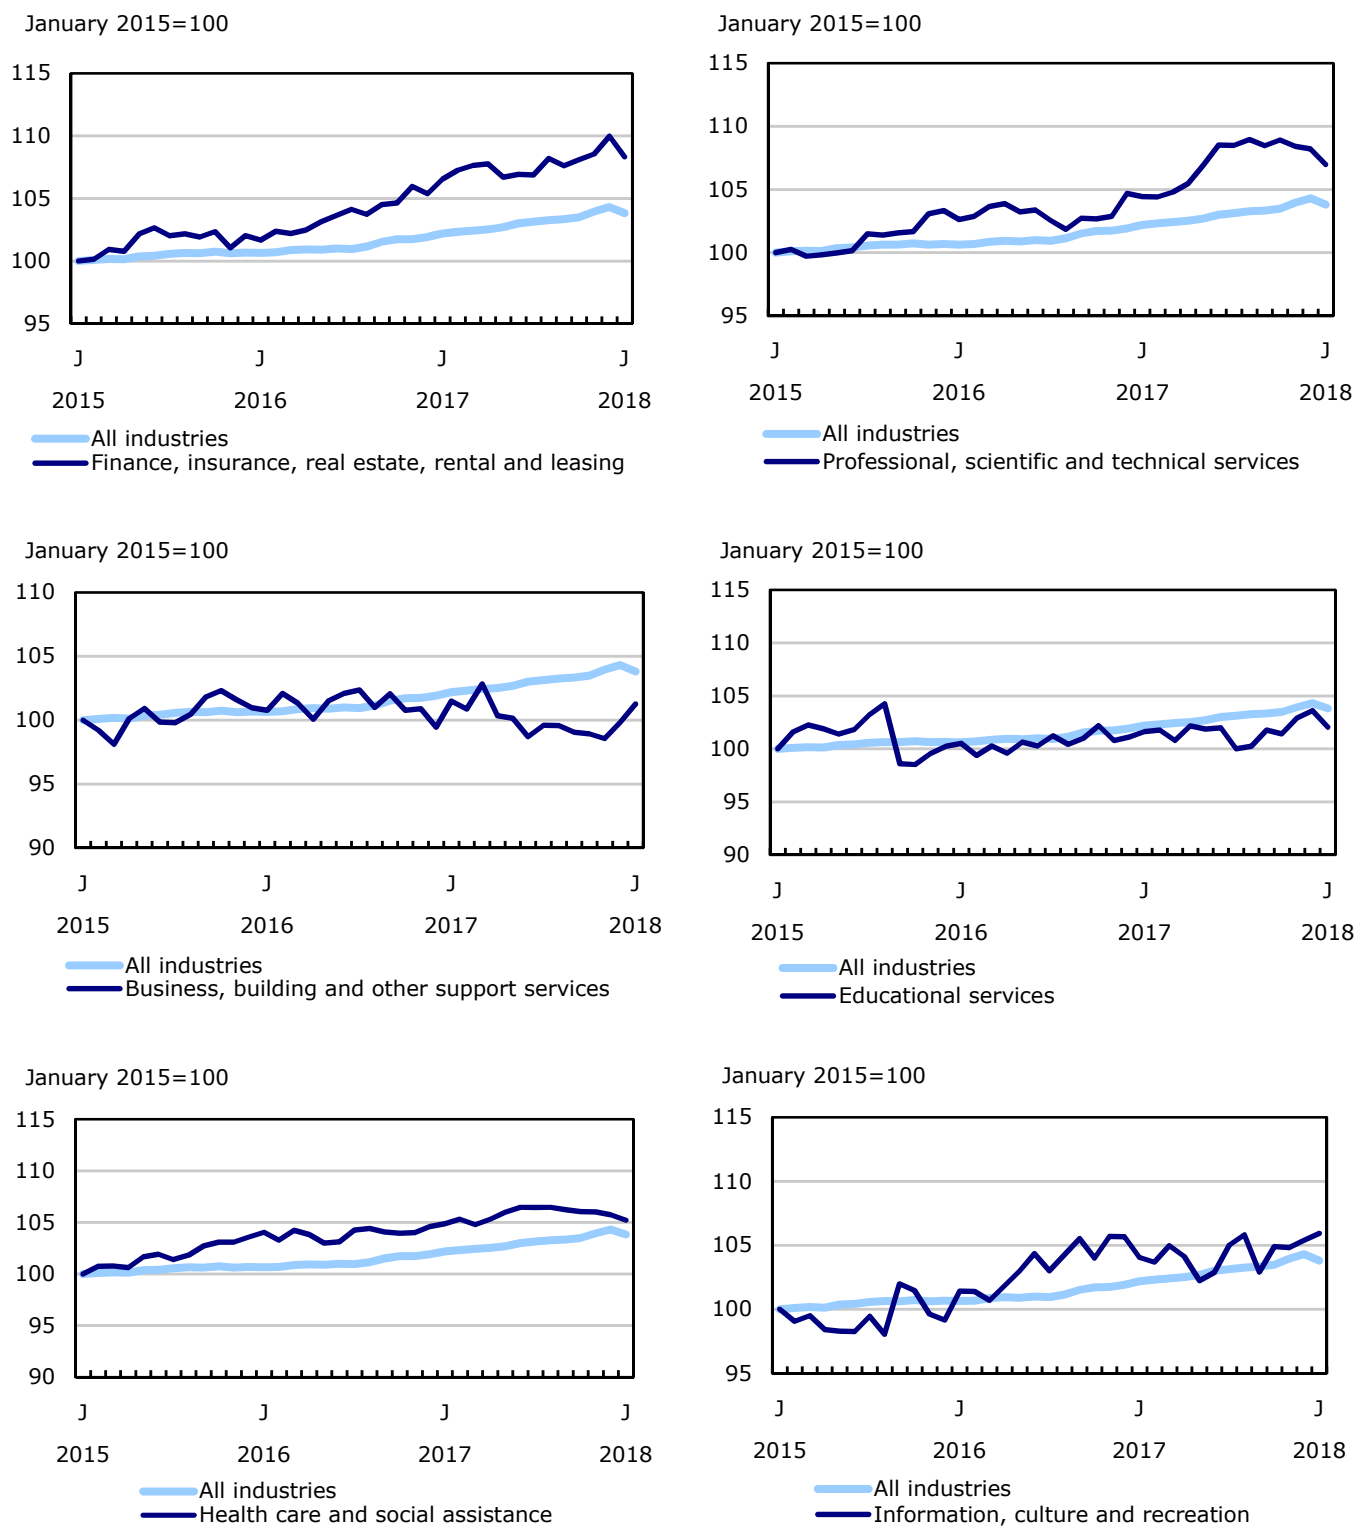 January 2015=100
115
110
105
100
95
J J J J
2015 2016 2017 2018
All industries
Finance, insurance, real estate, rental and leasing
January 2015=100
115
110
105
100
95
J J J J
2015 2016 2017 2018
All industries
Professional, scientific and technical services
January 2015=100
110
105
100
95
90
J J J J
2015 2016 2017 2018
All industries
Business, building and other support services
January 2015=100
115
110
105
100
95
90
J J J J
2015 2016 2017 2018
All industries
Educational services
January 2015=100
115
110
105
100
95
90
J J J J
2015 2016 2017 2018
All industries
Health care and social assistance
January 2015=100
115
110
105
100
95
J J J J
2015 2016 2017 2018
All industries
Information, culture and recreation